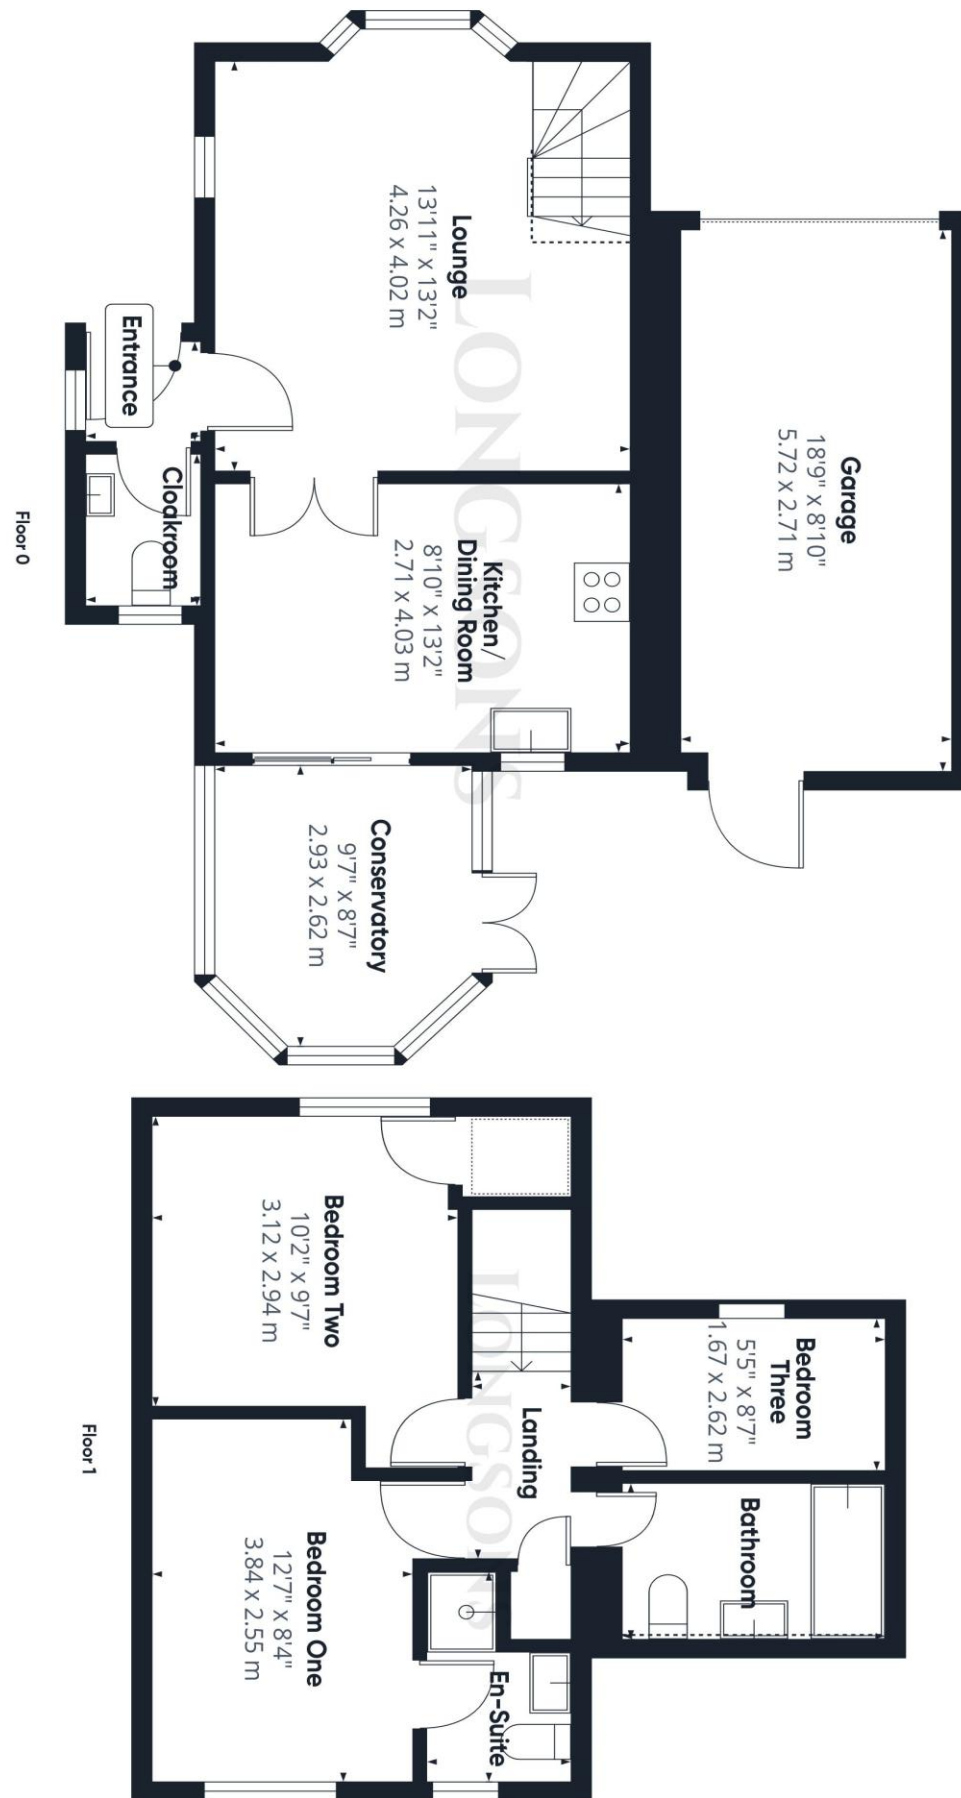 Garage
18'9" x 8'10"
5.72 x 2.71 m
Lounge
13'11" x 13'2"
4.26 x 4.02 m
Kitchen/
Dining Room
8'10" x 13'2"
2.71 x 4.03 m
Conservatory
9'7" x 8'7"
2.93 x 2.62 m
Entrance
Cloakroom
LONGSONS
Floor 0
Bedroom
Three
5'5" x 8'7"
1.67 x 2.62 m
Bathroom
Landing
Bedroom Two
10'2" x 9'7"
3.12 x 2.94 m
Bedroom One
12'7" x 8'4"
3.84 x 2.55 m
En-Suite
LONGSONS
Floor 1